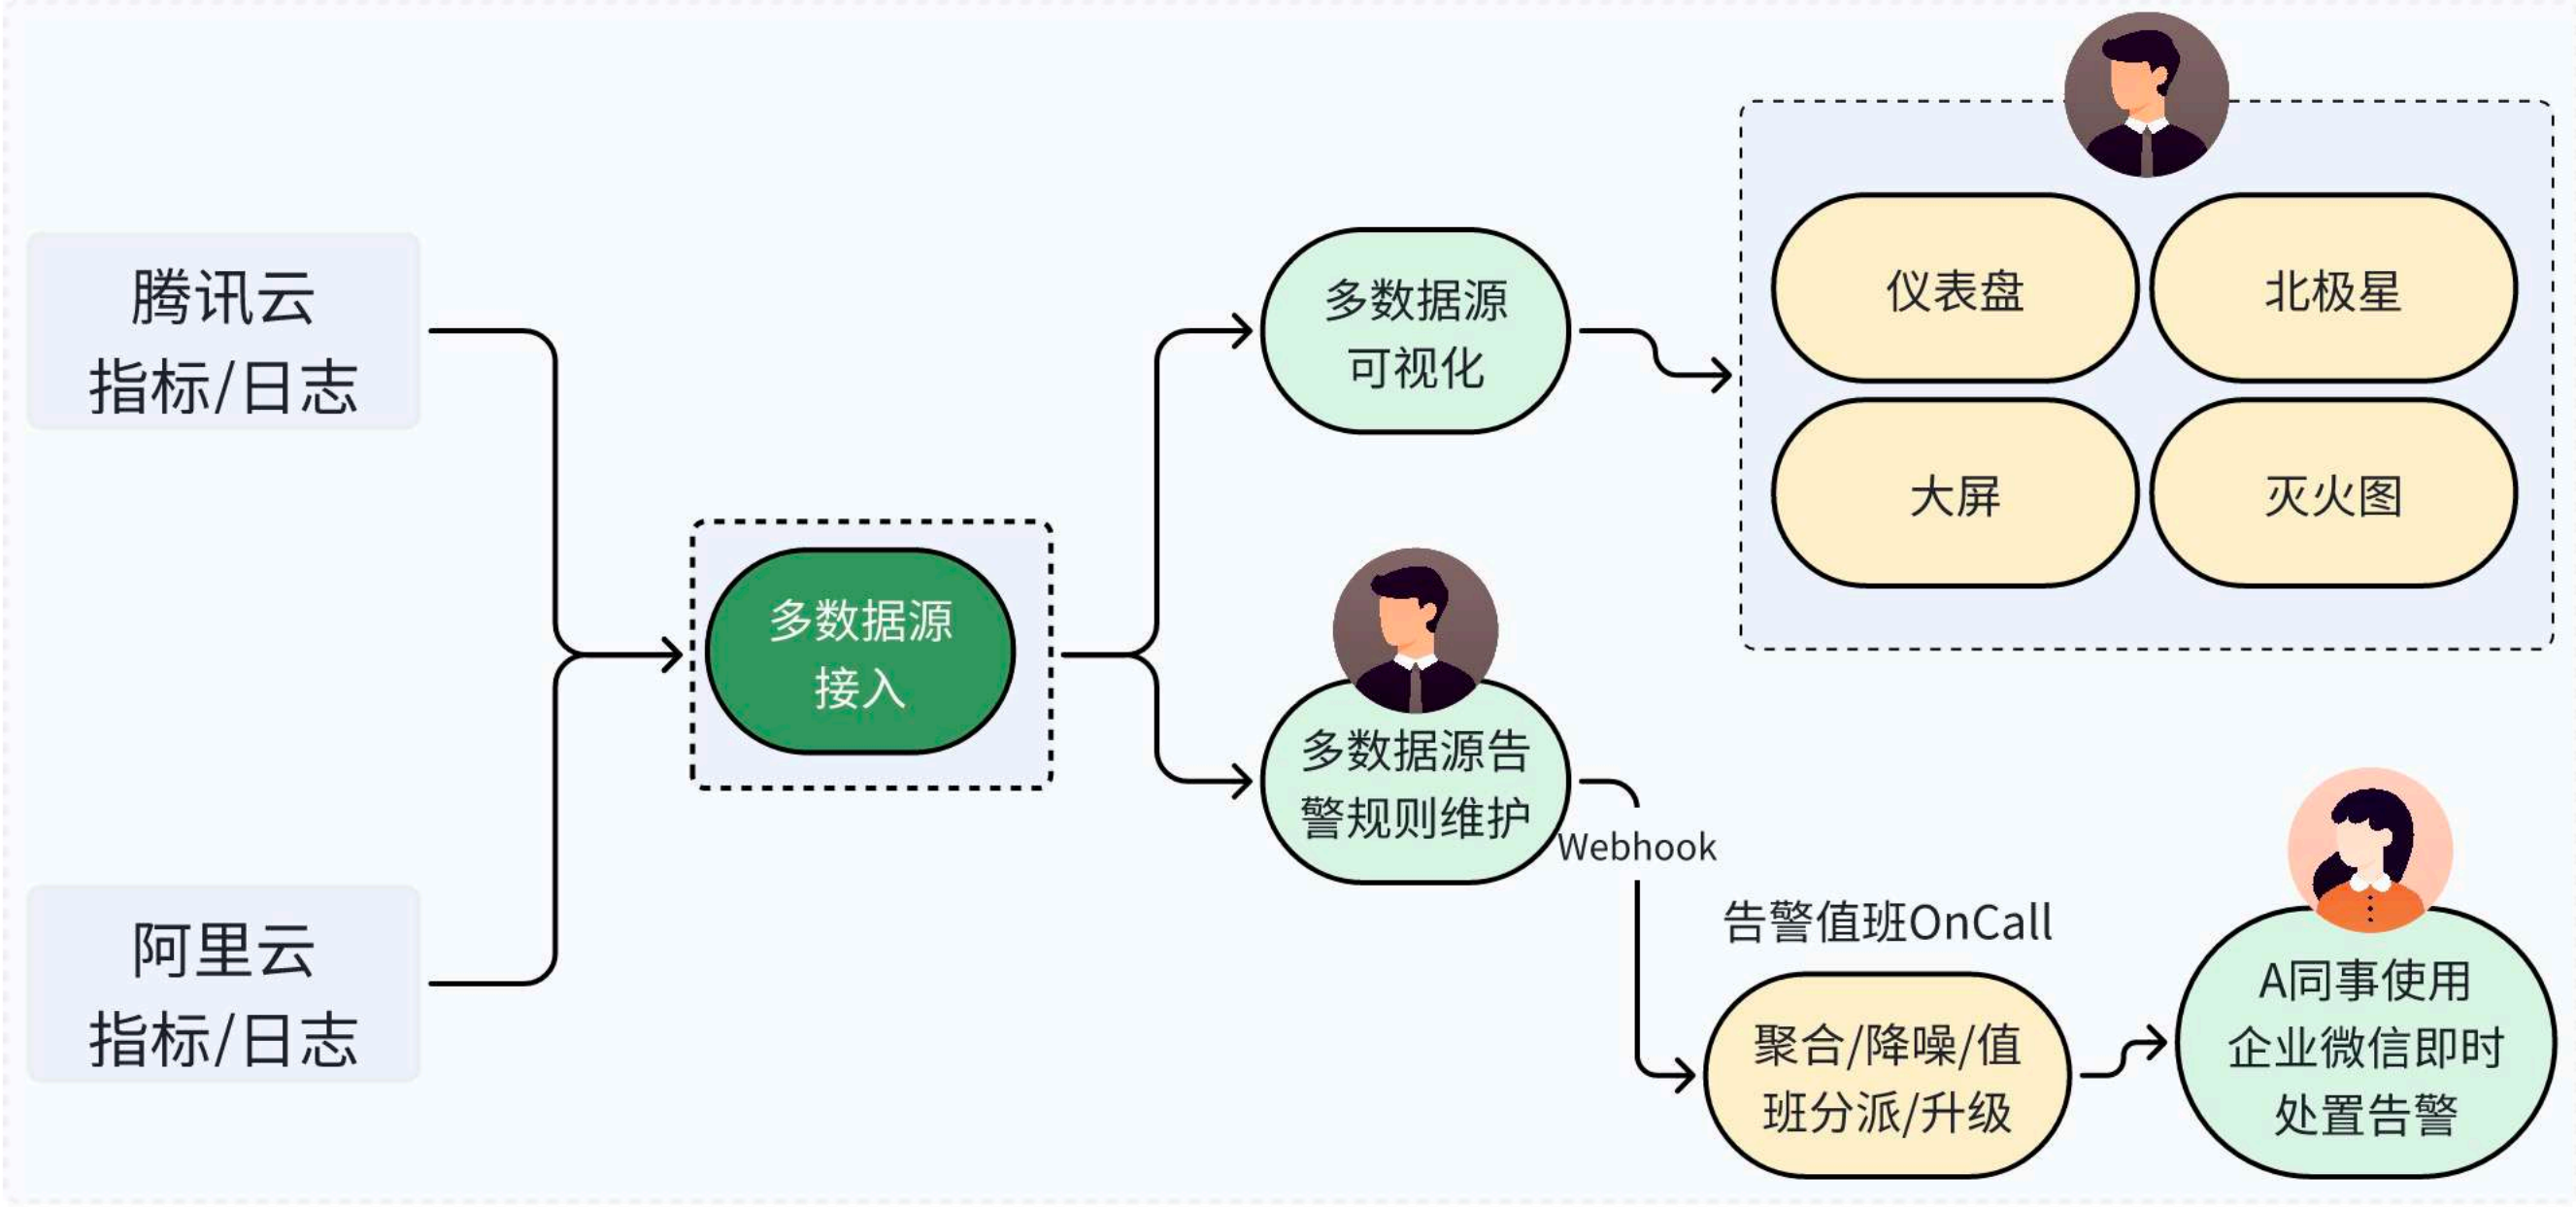 腾讯云
指标/日志
阿里云
指标/日志
多数据源
接入
多数据源
可视化
仪表盘
北极星
大屏
灭火图
多数据源告
警规则维护
Webhook
告警值班OnCall
聚合/降噪/值
班分派/升级
A同事使用
企业微信即时
处置告警